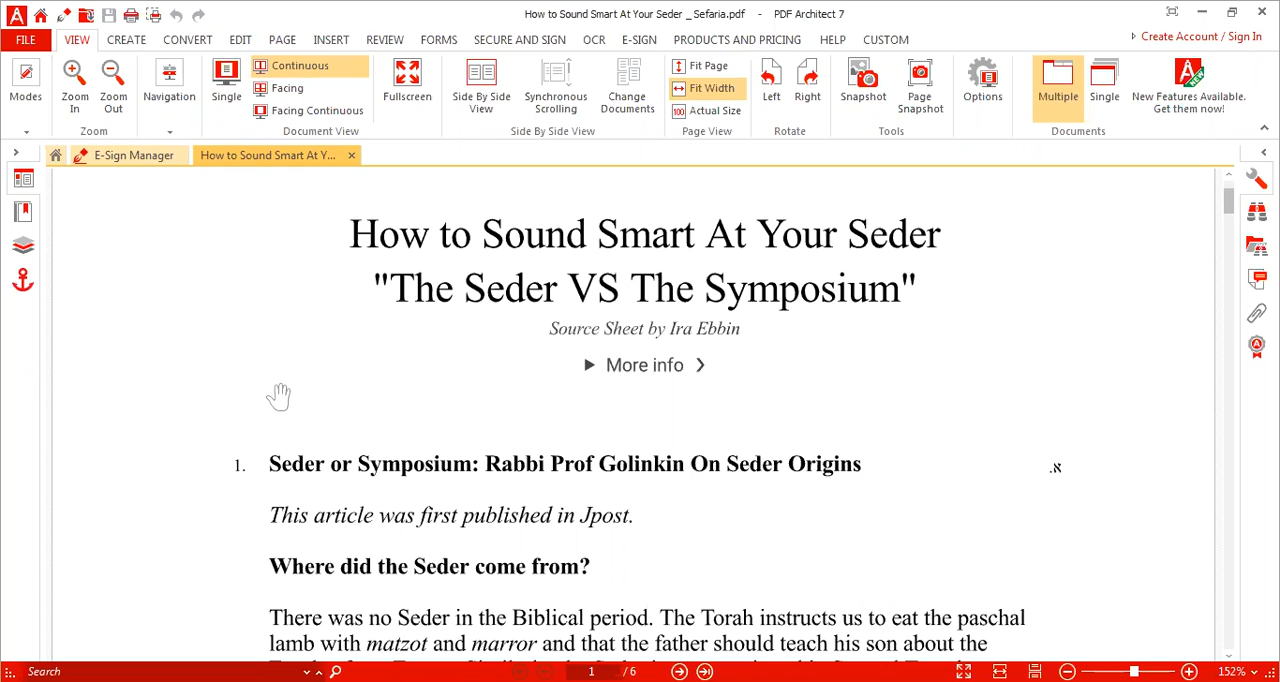 How to Sound Smart At Your Seder _ Sefaria.pdf - PDF Architect 7
FILE VIEW CREATE CONVERT EDIT PAGE INSERT REVIEW FORMS SECURE AND SIGN OCR E-SIGN PRODUCTS AND PRICING HELP CUSTOM Create Account / Sign In
Modes
Zoom In
Zoom Out
Zoom
Navigation
Single
Continuous
Facing
Facing Continuous
Document View
Fullscreen
Side By Side View
Synchronous Scrolling
Change Documents
Side By Side View
Fit Page
Fit Width
100 Actual Size
Page View
Left
Right
Rotate
Snapshot
Page Snapshot
Tools
Options
Multiple
Single
Documents
New Features Available. Get them now!
NEW
E-Sign Manager How to Sound Smart At Y...
How to Sound Smart At Your Seder
"The Seder VS The Symposium"
Source Sheet by Ira Ebbin
More info
1. Seder or Symposium: Rabbi Prof Golinkin On Seder Origins א.
This article was first published in Jpost.
Where did the Seder come from?
There was no Seder in the Biblical period. The Torah instructs us to eat the paschal
lamb with matzot and marror and that the father should teach his son about the
Search 1 / 6 152%